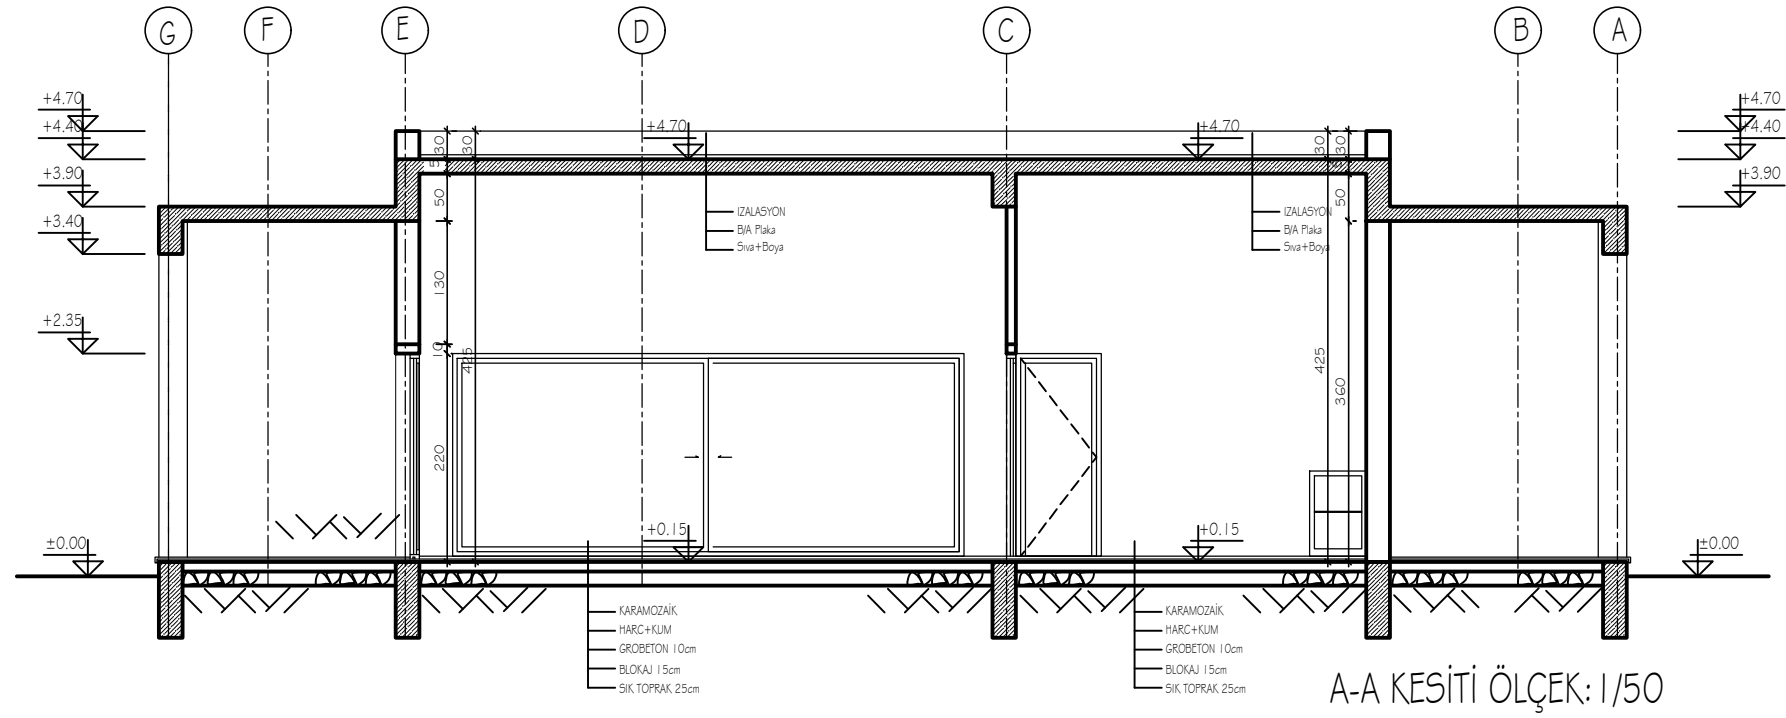 G F E D C B A
+4.70
+4.40
+3.90
+3.40
+2.35
±0.00
30
30
50
130
10
425
220
+4.70
IZALASYON
B/A Plaka
Sıva+Boya
+0.15
KARAMOZAİK
HARC+KUM
GROBETON 10cm
BLOKAJ 15cm
SIK TOPRAK 25cm
+4.70
IZALASYON
B/A Plaka
Sıva+Boya
+0.15
KARAMOZAİK
HARC+KUM
GROBETON 10cm
BLOKAJ 15cm
SIK TOPRAK 25cm
30
30
50
425
360
+4.70
+4.40
+3.90
±0.00
A-A KESİTİ ÖLÇEK: 1/50